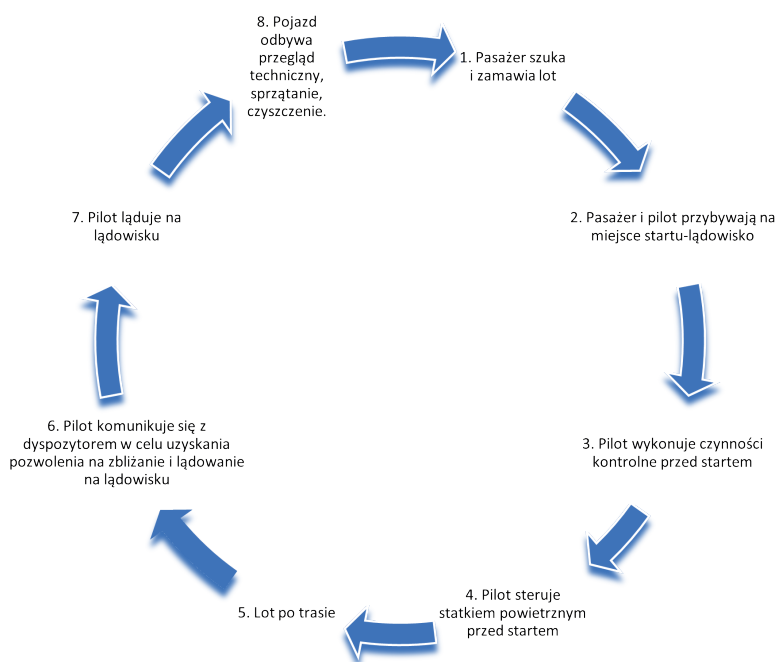 8. Pojazd
odbywa
przegląd
techniczny,
sprzątanie,
czyszczenie.
1. Pasażer szuka
i zamawia lot
2. Pasażer i pilot przybywają na
miejsce startu-lądowisko
3. Pilot wykonuje czynności
kontrolne przed startem
4. Pilot steruje
statkiem powietrznym
przed startem
5. Lot po trasie
6. Pilot komunikuje się z
dyspozytorem w celu uzyskania
pozwolenia na zbliżanie i lądowanie
na lądowisku
7. Pilot ląduje na
lądowisku